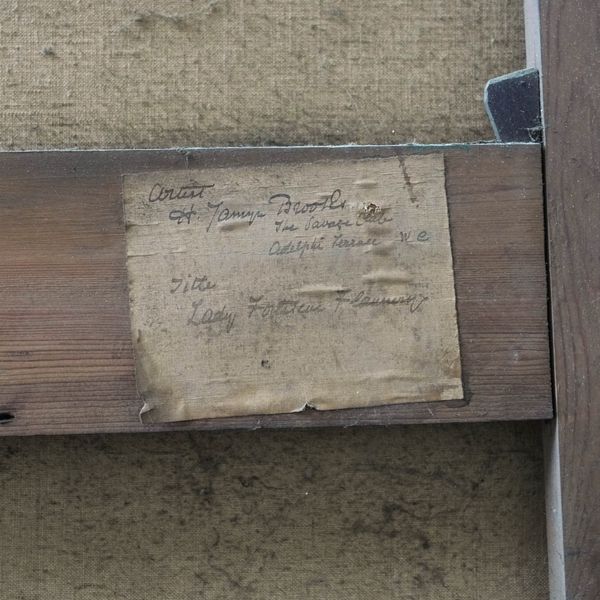 Artist
H. Jamyn Brooks
The Savage Club
Adelphi Terrace W C
Title
Lady Fortescue Flannery